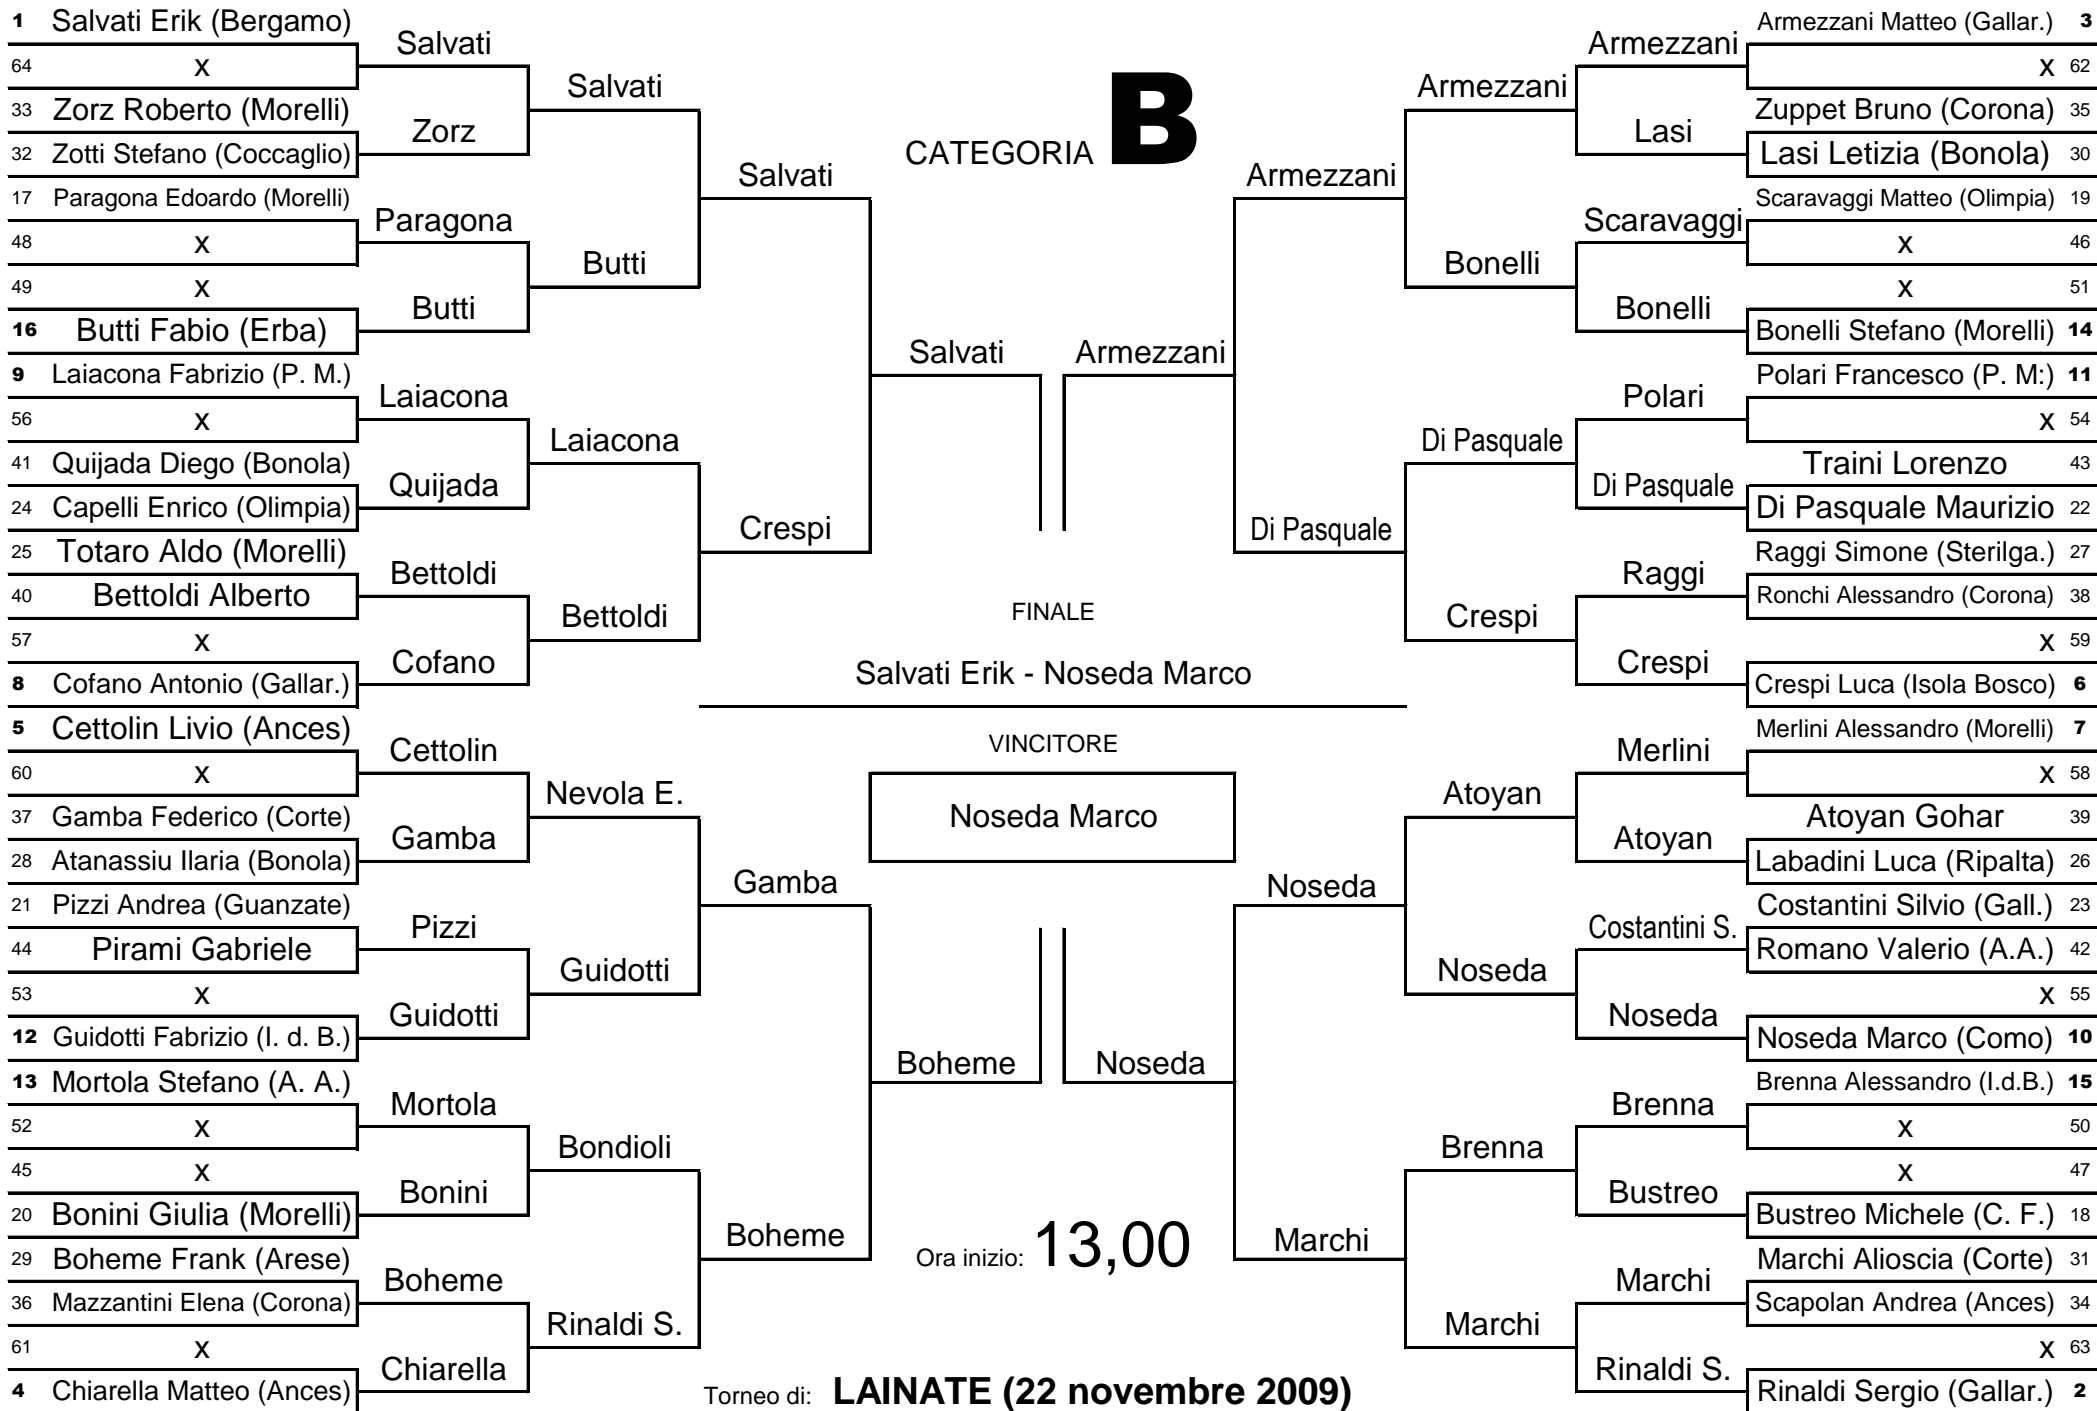 1 Salvati Erik (Bergamo)
64 x
33 Zorz Roberto (Morelli)
32 Zotti Stefano (Coccaglio)
17 Paragona Edoardo (Morelli)
48 x
49 x
16 Butti Fabio (Erba)
9 Laiacona Fabrizio (P. M.)
56 x
41 Quijada Diego (Bonola)
24 Capelli Enrico (Olimpia)
25 Totaro Aldo (Morelli)
40 Bettoldi Alberto
57 x
8 Cofano Antonio (Gallar.)
5 Cettolin Livio (Ances)
60 x
37 Gamba Federico (Corte)
28 Atanassiu Ilaria (Bonola)
21 Pizzi Andrea (Guanzate)
44 Pirami Gabriele
53 x
12 Guidotti Fabrizio (I. d. B.)
13 Mortola Stefano (A. A.)
52 x
45 x
20 Bonini Giulia (Morelli)
29 Boheme Frank (Arese)
36 Mazzantini Elena (Corona)
61 x
4 Chiarella Matteo (Ances)
Salvati
Zorz
Paragona
Butti
Laiacona
Quijada
Bettoldi
Cofano
Cettolin
Gamba
Pizzi
Guidotti
Mortola
Bonini
Boheme
Chiarella
Salvati
Butti
Laiacona
Bettoldi
Nevola E.
Guidotti
Bondioli
Rinaldi S.
Salvati
Crespi
Gamba
Boheme
Salvati
Boheme
CATEGORIA B
FINALE
Salvati Erik - Noseda Marco
VINCITORE
Noseda Marco
Ora inizio: 13,00
Torneo di: LAINATE (22 novembre 2009)
Armezzani
Noseda
Armezzani
Di Pasquale
Noseda
Marchi
Armezzani
Bonelli
Di Pasquale
Crespi
Atoyan
Noseda
Brenna
Marchi
Armezzani
Lasi
Scaravaggi
Bonelli
Polari
Di Pasquale
Raggi
Crespi
Merlini
Atoyan
Costantini S.
Noseda
Brenna
Bustreo
Marchi
Rinaldi S.
Armezzani Matteo (Gallar.) 3
x 62
Zuppet Bruno (Corona) 35
Lasi Letizia (Bonola) 30
Scaravaggi Matteo (Olimpia) 19
x 46
x 51
Bonelli Stefano (Morelli) 14
Polari Francesco (P. M:) 11
x 54
Traini Lorenzo 43
Di Pasquale Maurizio 22
Raggi Simone (Sterilga.) 27
Ronchi Alessandro (Corona) 38
x 59
Crespi Luca (Isola Bosco) 6
Merlini Alessandro (Morelli) 7
x 58
Atoyan Gohar 39
Labadini Luca (Ripalta) 26
Costantini Silvio (Gall.) 23
Romano Valerio (A.A.) 42
x 55
Noseda Marco (Como) 10
Brenna Alessandro (I.d.B.) 15
x 50
x 47
Bustreo Michele (C. F.) 18
Marchi Alioscia (Corte) 31
Scapolan Andrea (Ances) 34
x 63
Rinaldi Sergio (Gallar.) 2